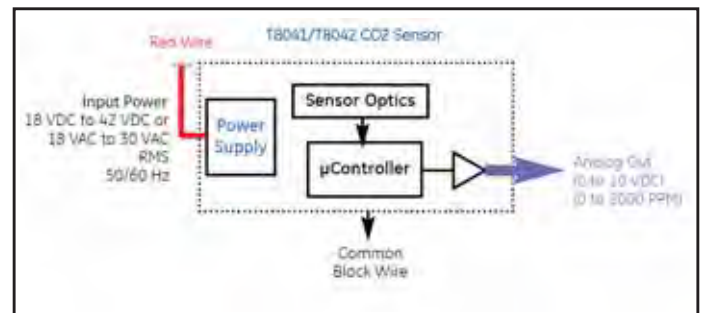 T8041/T8042 CO2 Sensor
Red Wire
Input Power
18 VDC to 42 VDC or
18 VAC to 30 VAC
RMS
50/60 Hz
Power
Supply
Sensor Optics
µController
Analog Out
(0 to 10 VDC)
(0 to 2000 PPM)
Common
Block Wire